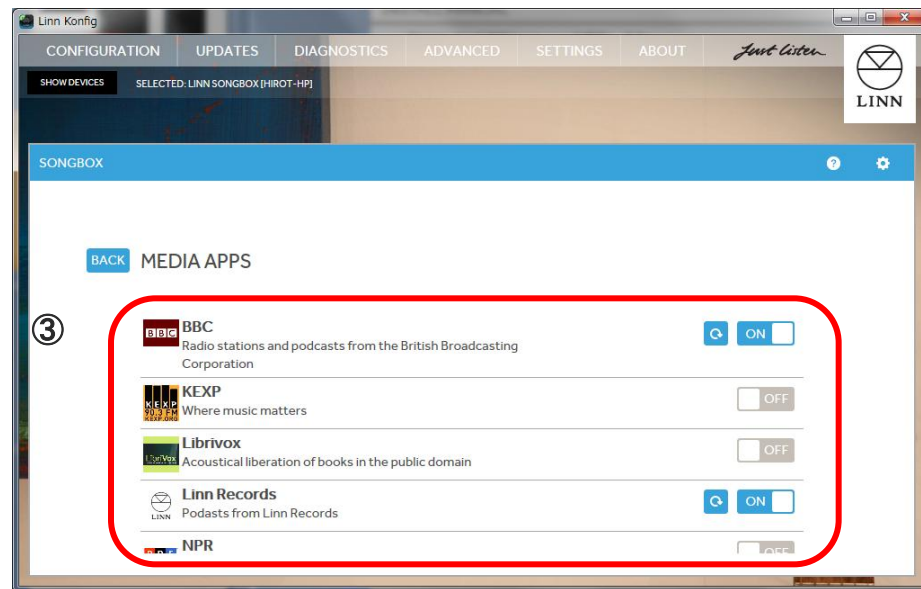 Linn Konfig
CONFIGURATION UPDATES DIAGNOSTICS ADVANCED SETTINGS ABOUT Just Listen
SHOW DEVICES SELECTED: LINN SONGBOX [HIROT-HP]
LINN
SONGBOX ?
BACK MEDIA APPS
③
BBC BBC
Radio stations and podcasts from the British Broadcasting
Corporation
ON
KEXP
90.3 FM
KEXP.ORG
KEXP
Where music matters
OFF
LibriVox
Librivox
Acoustical liberation of books in the public domain
OFF
LINN
Linn Records
Podasts from Linn Records
ON
NPR
OFF